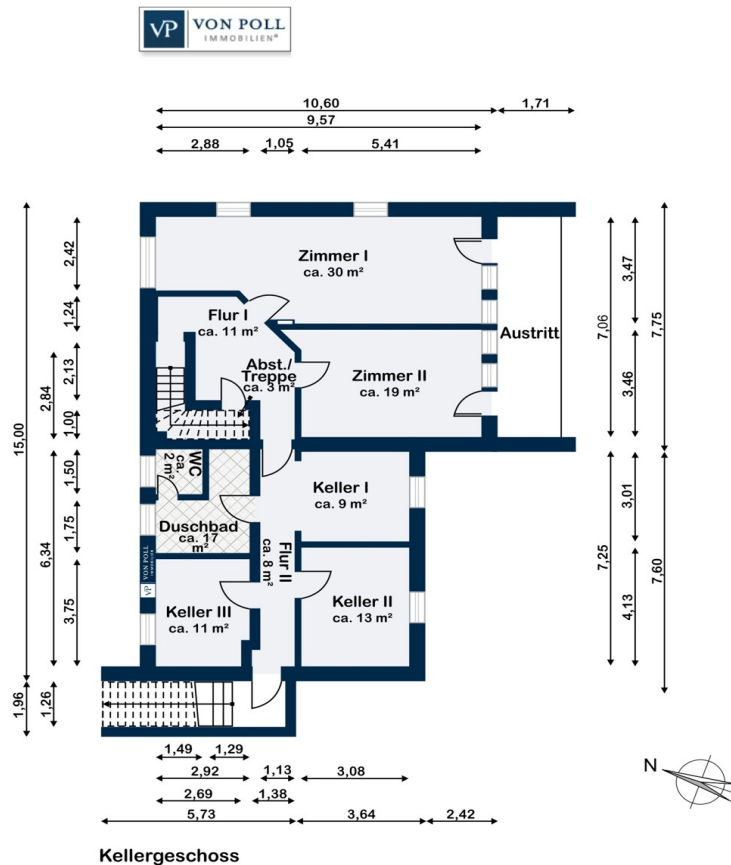 VP VON POLL
IMMOBILIEN®
10,60
1,71
9,57
2,88
1,05
5,41
Zimmer I
ca. 30 m²
Flur I
ca. 11 m²
Abst./
Treppe
ca. 3 m²
Zimmer II
ca. 19 m²
Austritt
WC
ca.
2 m²
Duschbad
ca. 17
m²
Keller I
ca. 9 m²
Flur II
ca. 8 m²
Keller II
ca. 13 m²
Keller III
ca. 11 m²
VP VON POLL
IMMOBILIEN
15,00
1,96
2,84
6,34
1,26
2,42
1,24
2,13
1,00
1,50
1,75
3,75
7,06
7,25
3,47
3,46
3,01
4,13
7,75
7,60
1,49
1,29
2,92
1,13
3,08
2,69
1,38
5,73
3,64
2,42
N
Kellergeschoss